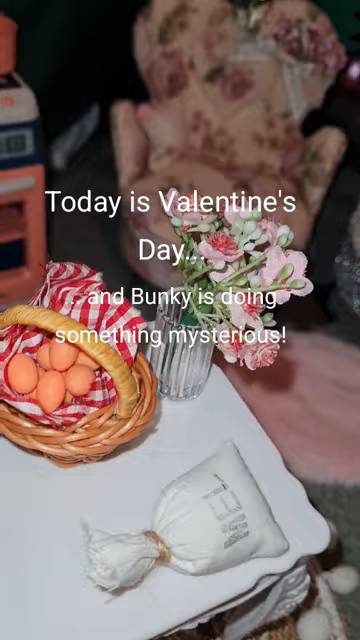 Today is Valentine's
Day...
... and Bunky is doing
something mysterious!